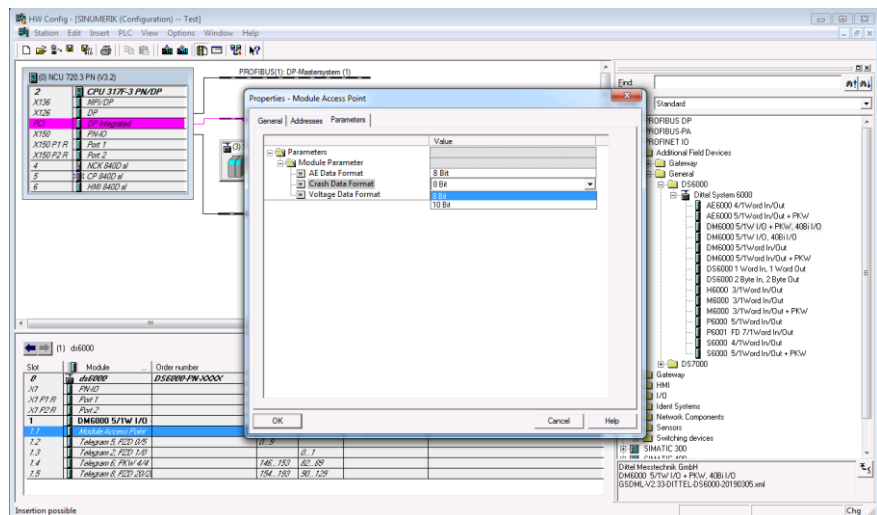 HW Config - [SINUMERIK (Configuration) -- Test]
Station Edit Insert PLC View Options Window Help
(0) NCU 720.3 PN (V3.2)
2 CPU 317F-3 PN/DP
X136 MPI/DP
X126 DP
PCI DP Integrated
X150 PN-IO
X150 P1 R Port 1
X150 P2 R Port 2
4 NCK 840D sl
5 CP 840D sl
6 HMI 840D sl
PROFIBUS(1): DP-Mastersystem (1)
(3)
Properties - Module Access Point
General Addresses Parameters
Value
Parameters
Module Parameter
AE Data Format 8 Bit
Crash Data Format 8 Bit
Voltage Data Format 8 Bit
10 Bit
OK Cancel Help
Find:
Standard
PROFIBUS DP
PROFIBUS-PA
PROFINET IO
Additional Field Devices
Gateway
General
DS6000
Dittel System 6000
AE6000 4/1Word In/Out
AE6000 5/1Word In/Out + PKW
DM6000 5/1W I/O + PKW, 40Bi I/O
DM6000 5/1W I/O, 40Bi I/O
DM6000 5/1Word In/Out
DM6000 5/1Word In/Out + PKW
DS6000 1 Word In, 1 Word Out
DS6000 2 Byte In, 2 Byte Out
H6000 3/1Word In/Out
M6000 3/1Word In/Out
M6000 3/1Word In/Out + PKW
P6000 5/1Word In/Out
P6001 FD 7/1Word In/Out
S6000 4/1Word In/Out
S6000 5/1Word In/Out + PKW
DS7000
Gateway
HMI
I/O
Ident Systems
Network Components
Sensors
Switching devices
SIMATIC 300
Dittel Messtechnik GmbH
DM6000 5/1W I/O + PKW, 40Bi I/O
GSDML-V2.33-DITTEL-DS6000-20190305.xml
(1) ds6000
Slot Module ... Order number
0 ds6000 DS6000-PN-XXXX
X1 PN-IO
X1 P1 R Port 1
X1 P2 R Port 2
1 DM6000 5/1W I/O
1.1 Module Access Point
1.2 Telegram 5, PZD 0/5 0...9
1.3 Telegram 2, PZD 1/0 0...1
1.4 Telegram 6, PKW 4/4 146...153 82...89
1.5 Telegram 8, PZD 20/2 154...193 90...129
Insertion possible Chg